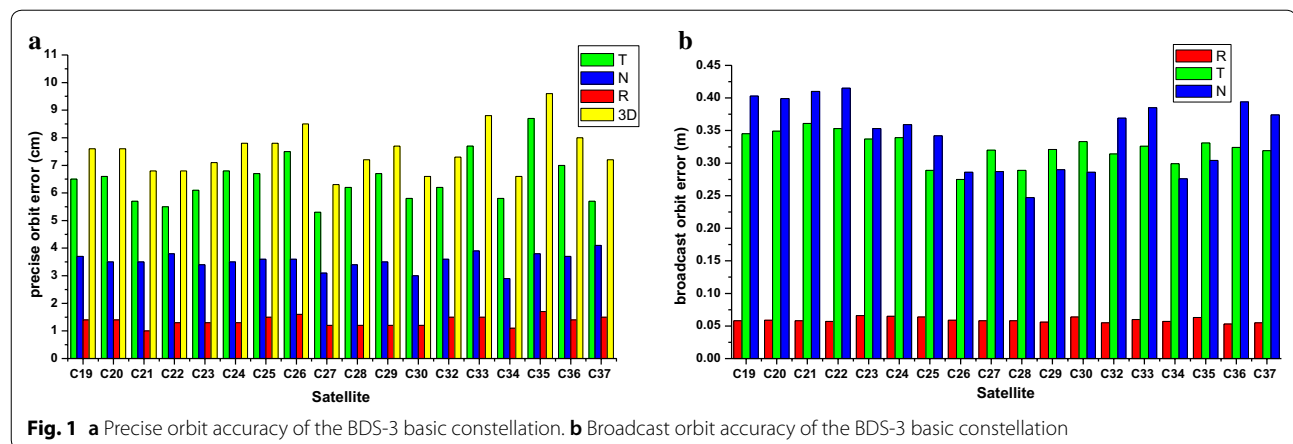 a
11
10
9
8
7
6
5
4
3
2
1
0
precise orbit error (cm)
T
N
R
3D
C19 C20 C21 C22 C23 C24 C25 C26 C27 C28 C29 C30 C32 C33 C34 C35 C36 C37
Satellite
b
0.45
0.40
0.35
0.30
0.25
0.20
0.15
0.10
0.05
0.00
broadcast orbit error (m)
R
T
N
C19 C20 C21 C22 C23 C24 C25 C26 C27 C28 C29 C30 C32 C33 C34 C35 C36 C37
Satellite
Fig. 1 a Precise orbit accuracy of the BDS-3 basic constellation. b Broadcast orbit accuracy of the BDS-3 basic constellation